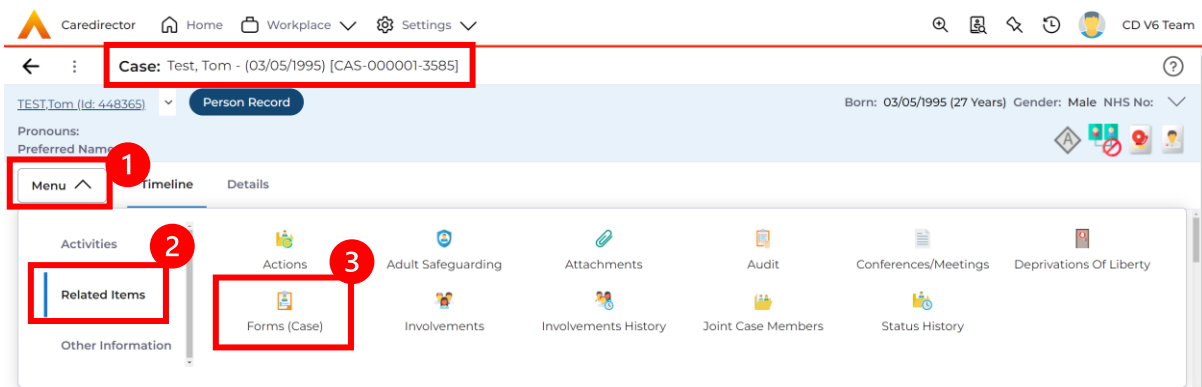 Caredirector Home Workplace Settings CD V6 Team
Case: Test, Tom - (03/05/1995) [CAS-000001-3585]
TEST,Tom (Id: 448365) Person Record Born: 03/05/1995 (27 Years) Gender: Male NHS No:
Pronouns:
Preferred Name
1
Menu Timeline Details
Activities 2
Actions 3 Adult Safeguarding Attachments Audit Conferences/Meetings Deprivations Of Liberty
Related Items
Forms (Case) Involvements Involvements History Joint Case Members Status History
Other Information